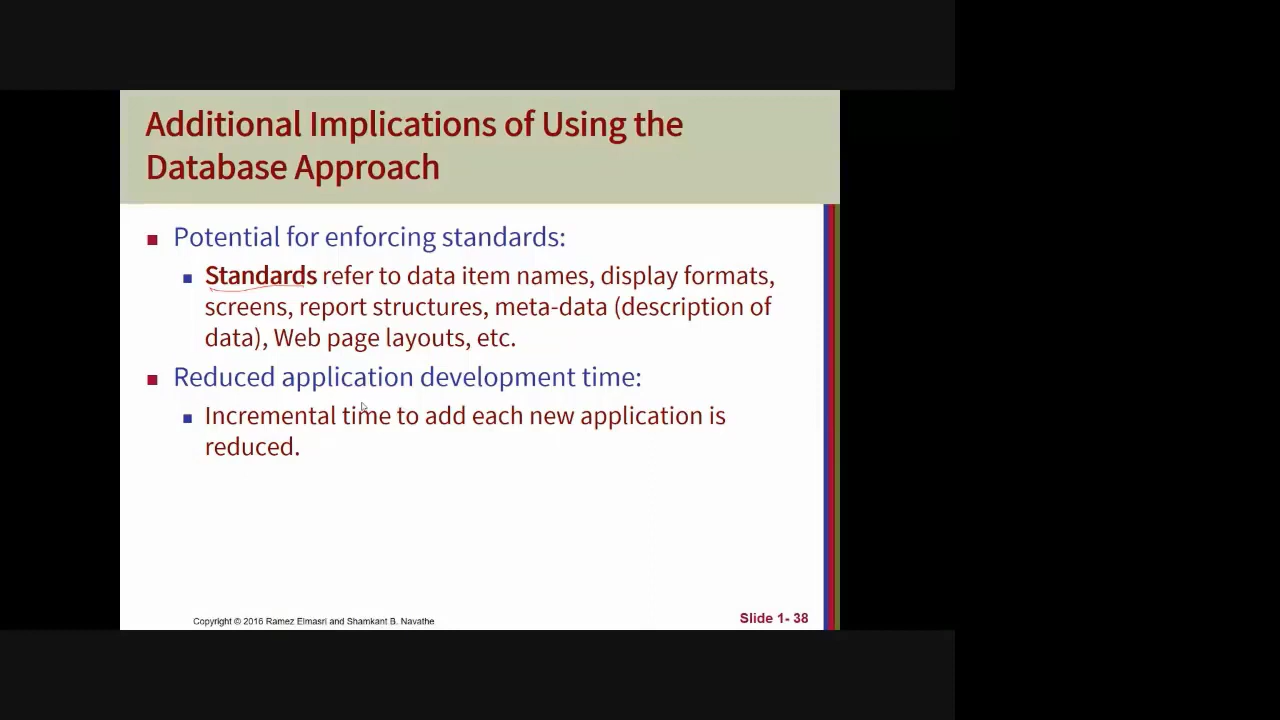 Additional Implications of Using the
Database Approach
Potential for enforcing standards:
Standards refer to data item names, display formats,
screens, report structures, meta-data (description of
data), Web page layouts, etc.
Reduced application development time:
Incremental time to add each new application is
reduced.
Copyright © 2016 Ramez Elmasri and Shamkant B. Navathe
Slide 1- 38